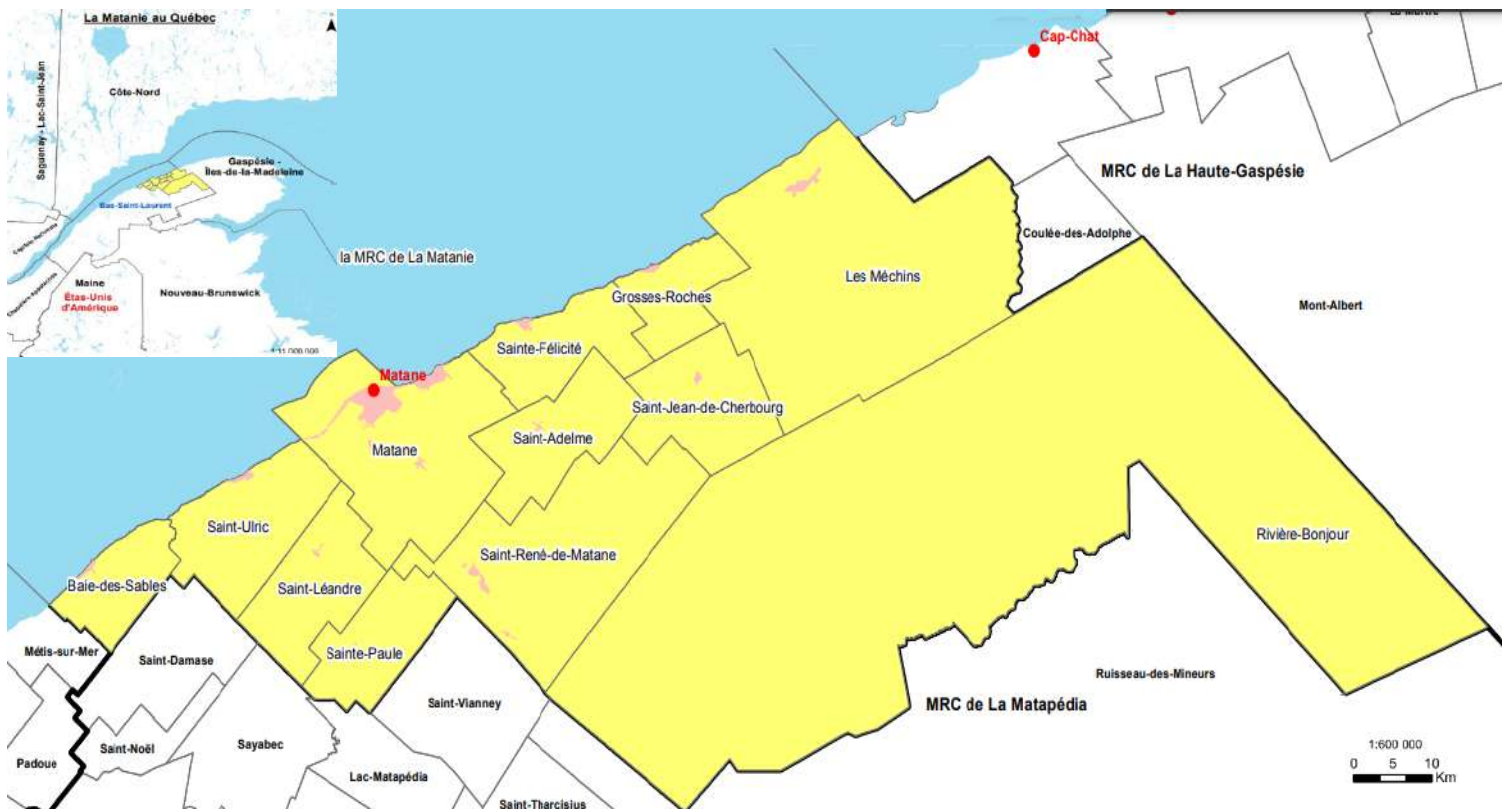 La Matanie au Québec
Côte-Nord
Saguenay - Lac-Saint-Jean
Gaspésie -
Îles-de-la-Madeleine
Bas-Saint-Laurent
Capitale-Nationale
Chaudière-Appalaches
Maine
Étas-Unis
d'Amérique
Nouveau-Brunswick
la MRC de La Matanie
Cap-Chat
MRC de La Haute-Gaspésie
Coulée-des-Adolphe
Mont-Albert
Les Méchins
Grosses-Roches
Sainte-Félicité
Matane
Saint-Jean-de-Cherbourg
Saint-Adelme
Matane
Saint-Ulric
Rivière-Bonjour
Saint-René-de-Matane
Baie-des-Sables
Saint-Léandre
Sainte-Paule
Métis-sur-Mer
Saint-Damase
Ruisseau-des-Mineurs
MRC de La Matapédia
Saint-Vianney
Sayabec
Saint-Noël
Padoue
Lac-Matapédia
Saint-Tharcisius
1:600 000
0 5 10
Km